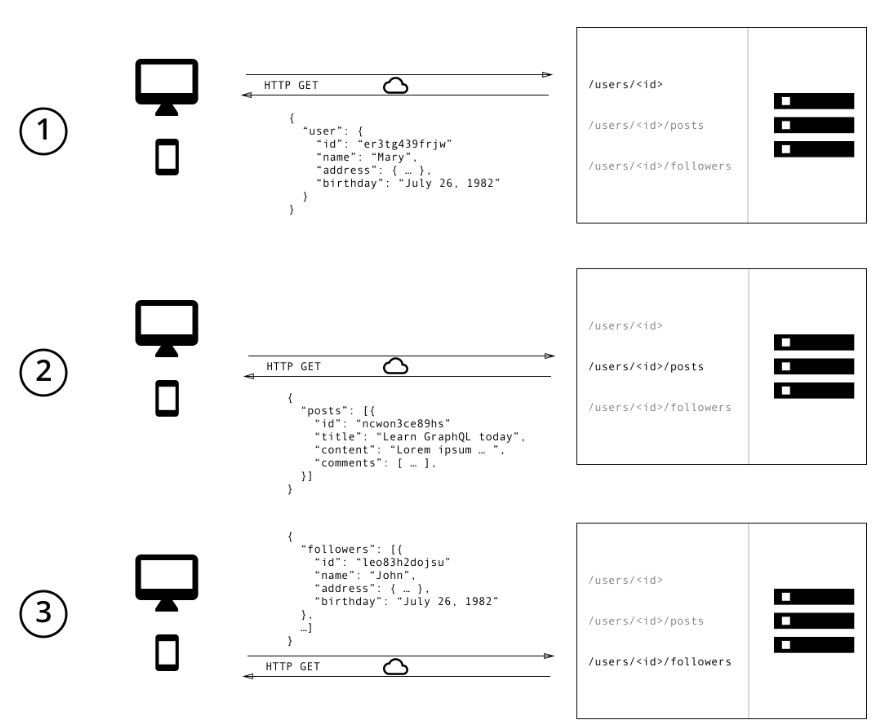 1
HTTP GET
{
“user”: {
“id”: “er3tg439frjw”
“name”: “Mary”,
“address”: { … },
“birthday”: “July 26, 1982”
}
}
/users/<id>
/users/<id>/posts
/users/<id>/followers
2
HTTP GET
{
“posts”: [{
“id”: “ncwon3ce89hs”
“title”: “Learn GraphQL today”,
“content”: “Lorem ipsum … ”,
“comments”: [ … ],
}]
}
/users/<id>
/users/<id>/posts
/users/<id>/followers
3
{
“followers”: [{
“id”: “leo83h2dojsu”
“name”: “John”,
“address”: { … },
“birthday”: “July 26, 1982”
},
…]
}
HTTP GET
/users/<id>
/users/<id>/posts
/users/<id>/followers